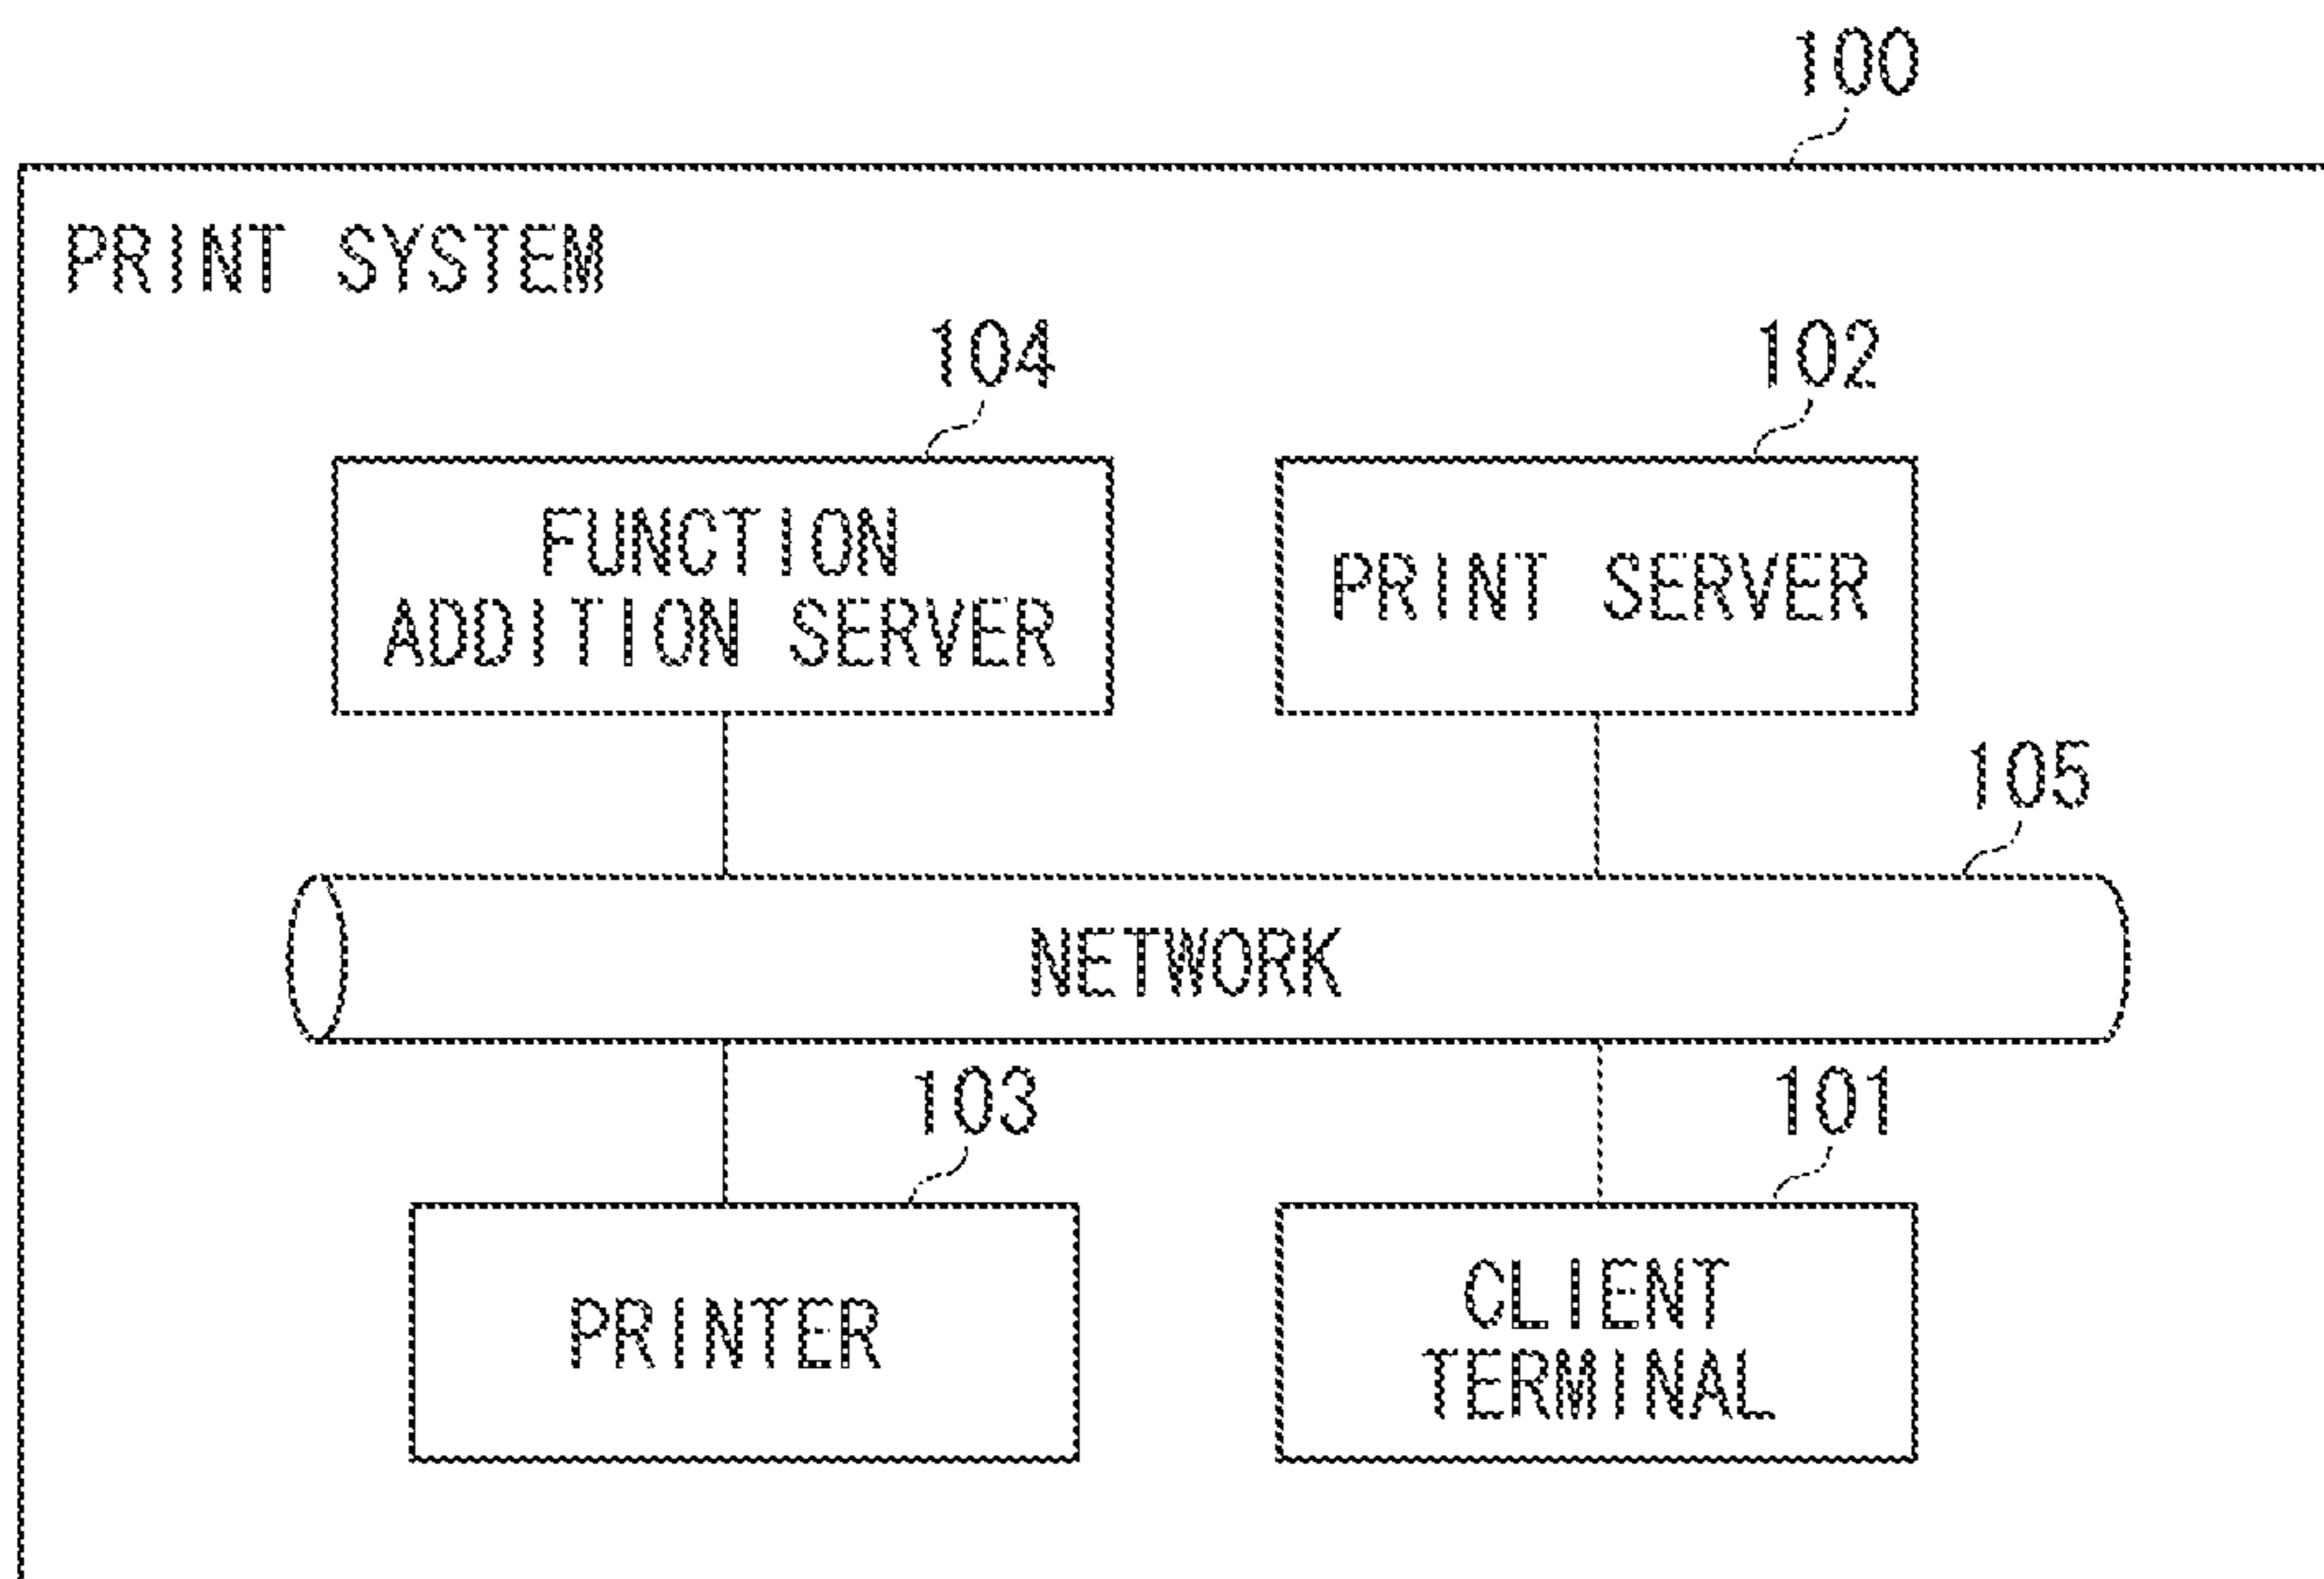 100
PRINT SYSTEM
104
102
FUNCTION
ADDITION SERVER
PRINT SERVER
105
NETWORK
103
101
PRINTER
CLIENT
TERMINAL